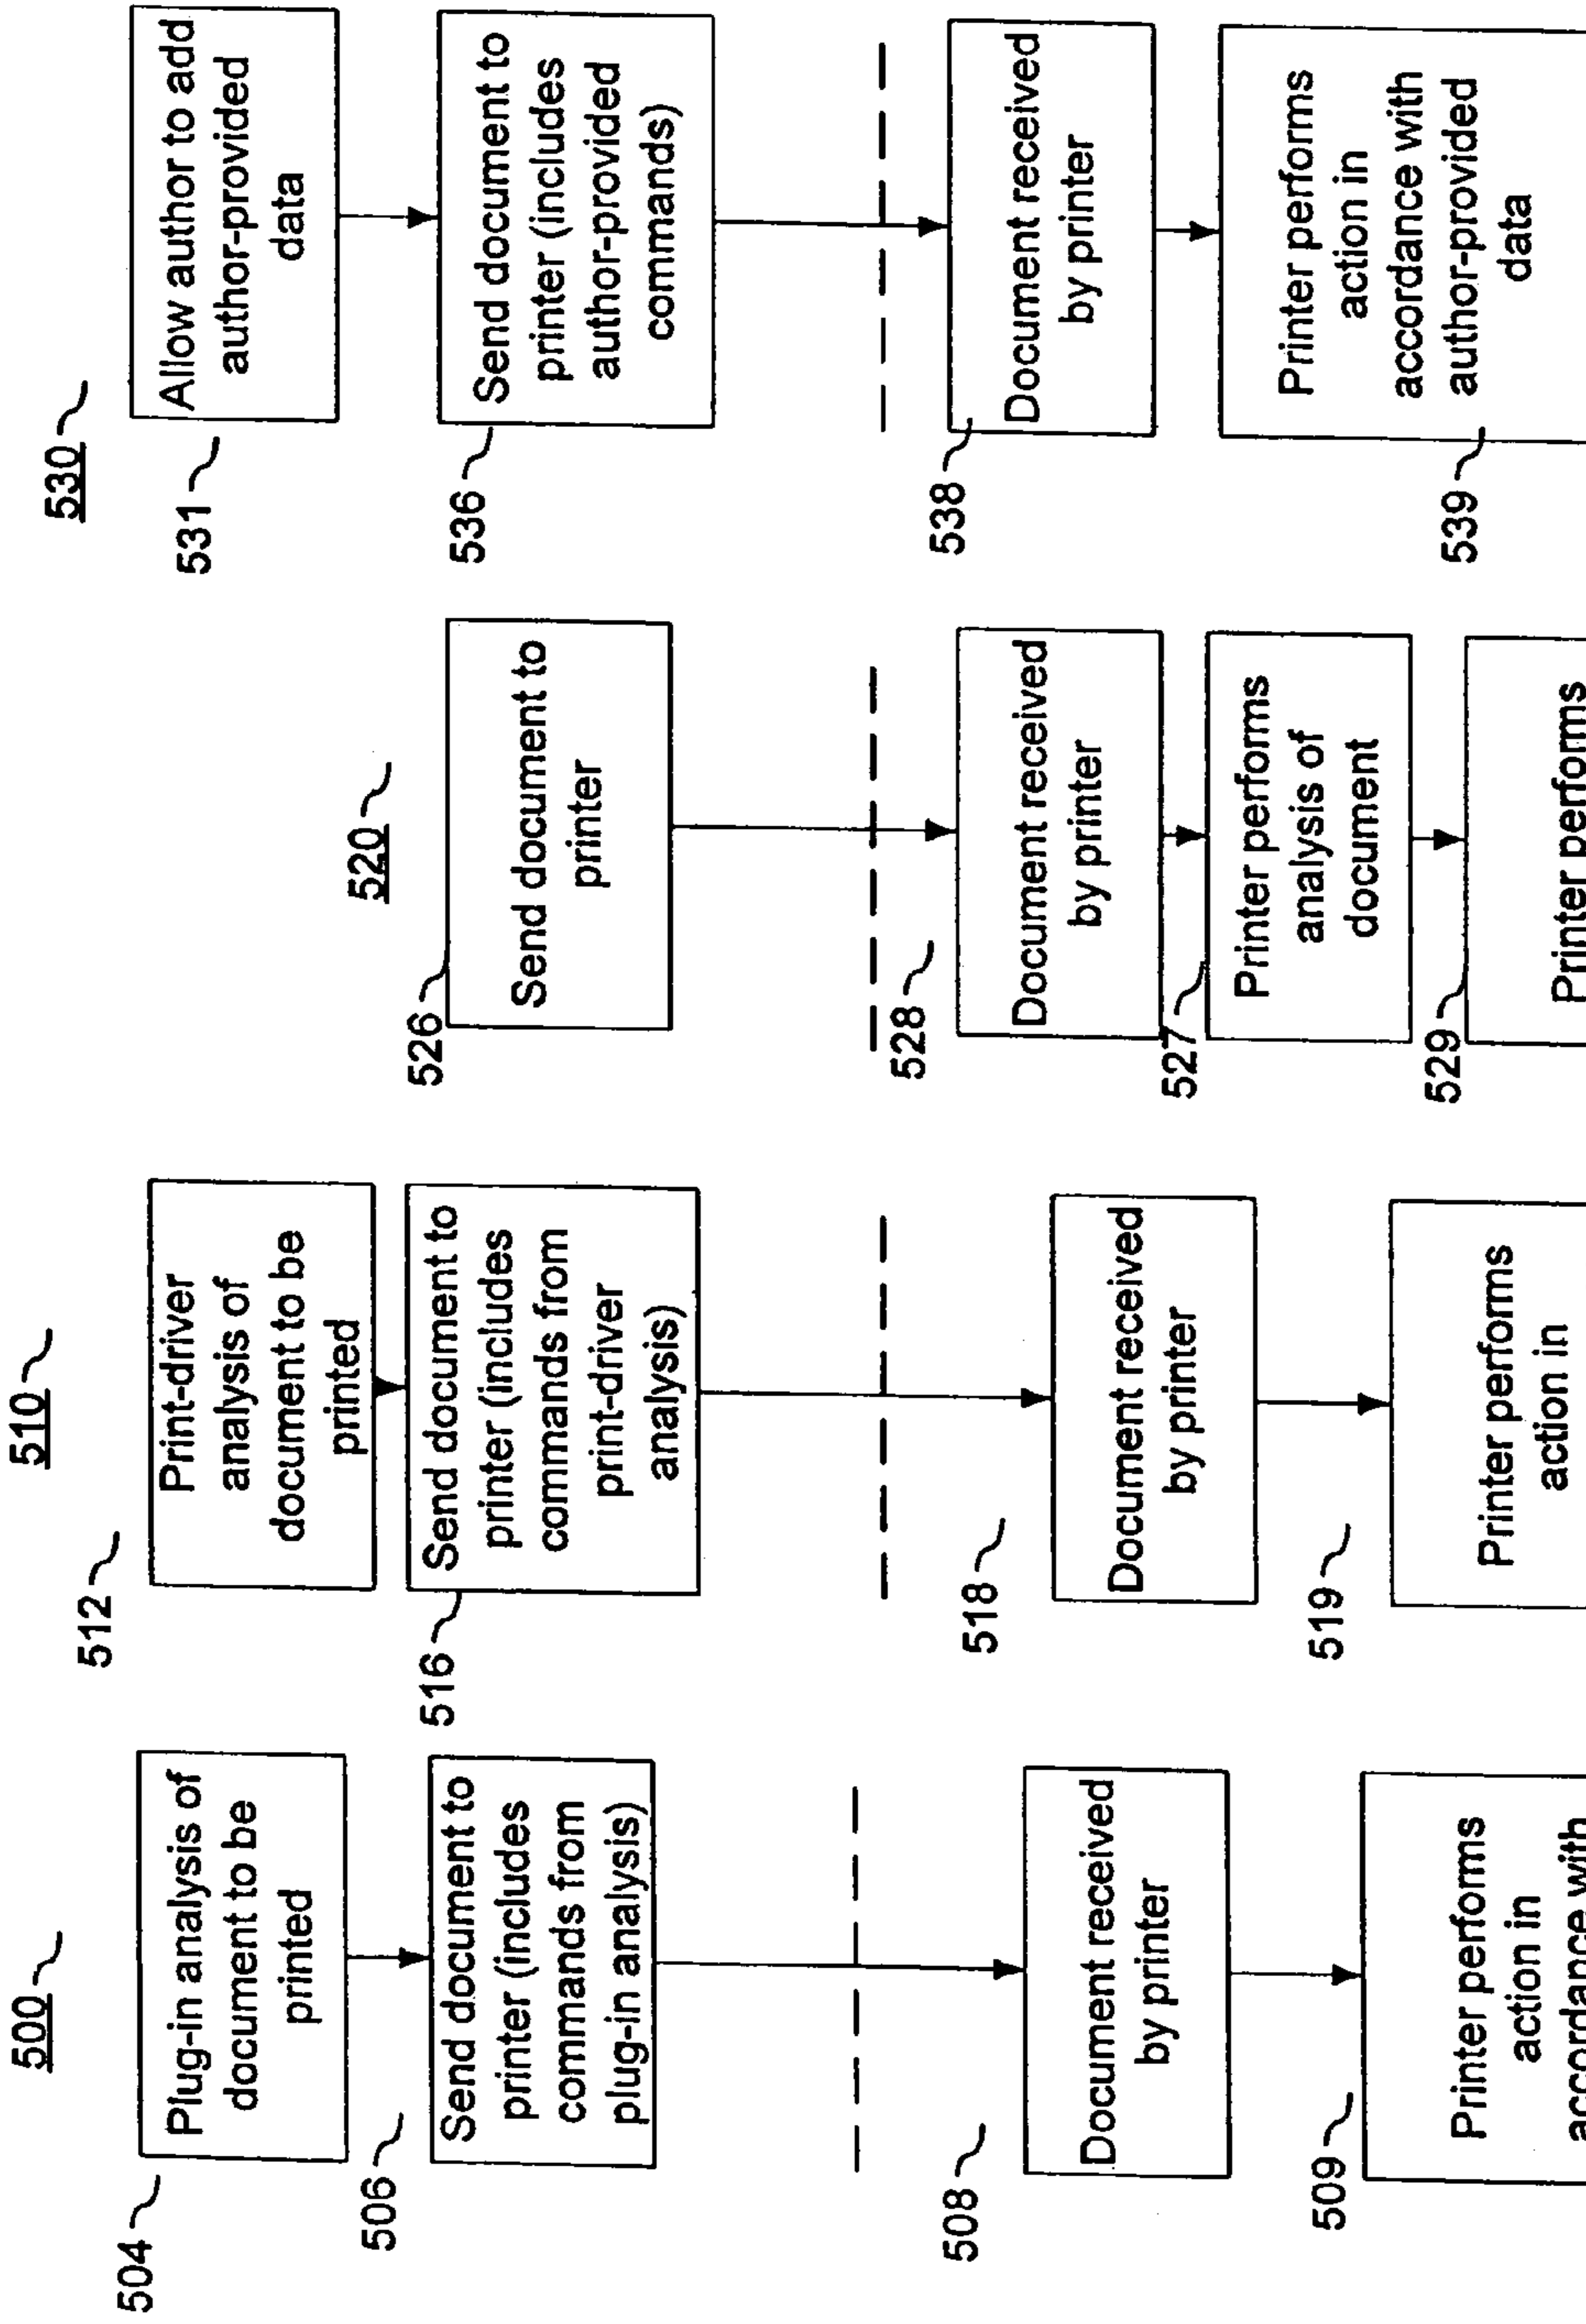 500
504
Plug-in analysis of
document to be
printed
506
Send document to
printer (includes
commands from
plug-in analysis)
508
Document received
by printer
509
Printer performs
action in
accordance with
510
512
Print-driver
analysis of
document to be
printed
516
Send document to
printer (includes
commands from
print-driver
analysis)
518
Document received
by printer
519
Printer performs
action in
520
526
Send document to
printer
528
Document received
by printer
527
Printer performs
analysis of
document
529
Printer performs
530
531
Allow author to add
author-provided
data
536
Send document to
printer (includes
author-provided
commands)
538
Document received
by printer
539
Printer performs
action in
accordance with
author-provided
data